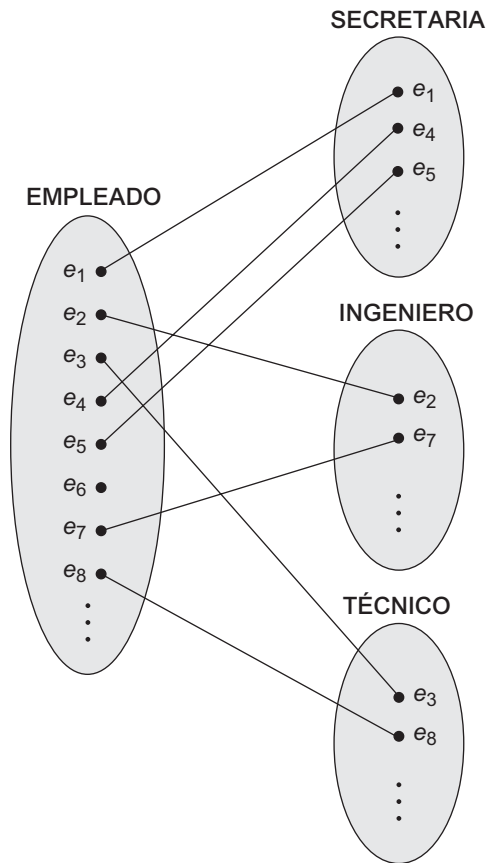 SECRETARIA
e1
e4
e5
EMPLEADO
e1
e2
e3
e4
e5
e6
e7
e8
INGENIERO
e2
e7
TÉCNICO
e3
e8